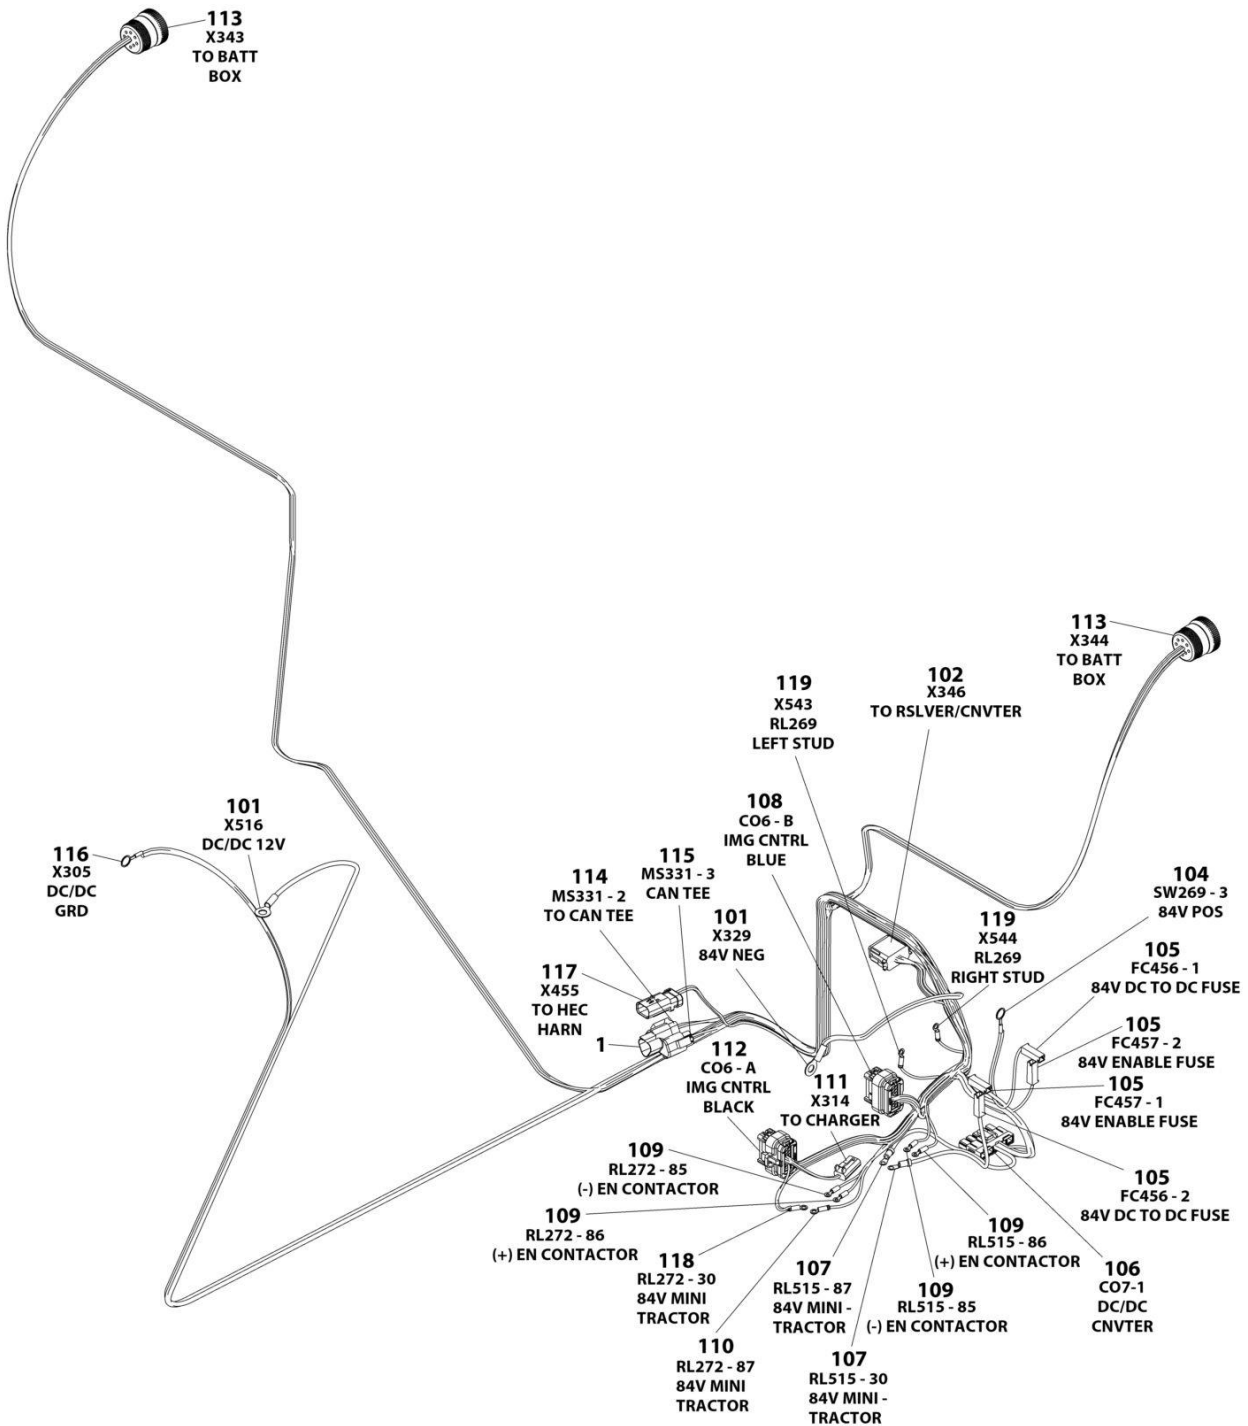 113
X343
TO BATT
BOX
113
X344
TO BATT
BOX
119
X543
RL269
LEFT STUD
102
X346
TO RSLVER/CNVTER
101
X516
DC/DC 12V
116
X305
DC/DC
GRD
108
CO6 - B
IMG CNTRL
BLUE
115
MS331 - 3
CAN TEE
114
MS331 - 2
TO CAN TEE
101
X329
84V NEG
104
SW269 - 3
84V POS
119
X544
RL269
RIGHT STUD
105
FC456 - 1
84V DC TO DC FUSE
117
X455
TO HEC
HARN
1
105
FC457 - 2
84V ENABLE FUSE
112
CO6 - A
IMG CNTRL
BLACK
111
X314
TO CHARGER
105
FC457 - 1
84V ENABLE FUSE
109
RL272 - 85
(-) EN CONTACTOR
105
FC456 - 2
84V DC TO DC FUSE
109
RL272 - 86
(+) EN CONTACTOR
109
RL515 - 86
(+) EN CONTACTOR
118
RL272 - 30
84V MINI
TRACTOR
107
RL515 - 87
84V MINI -
TRACTOR
109
RL515 - 85
(-) EN CONTACTOR
106
CO7-1
DC/DC
CNVTER
110
RL272 - 87
84V MINI
TRACTOR
107
RL515 - 30
84V MINI -
TRACTOR